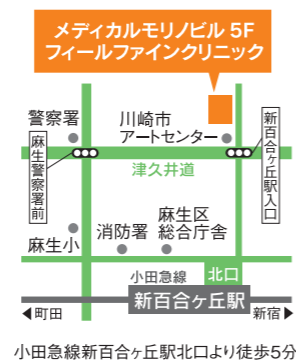 メディカルモリノビル 5F
フィールファインクリニック
警察署
川崎市
アートセンター
新百合ヶ丘駅入口
麻生警察署前
津久井道
麻生小
消防署
麻生区
総合庁舎
小田急線
北口
新百合ヶ丘駅
◀町田
新宿▶
小田急線新百合ヶ丘駅北口より徒歩5分